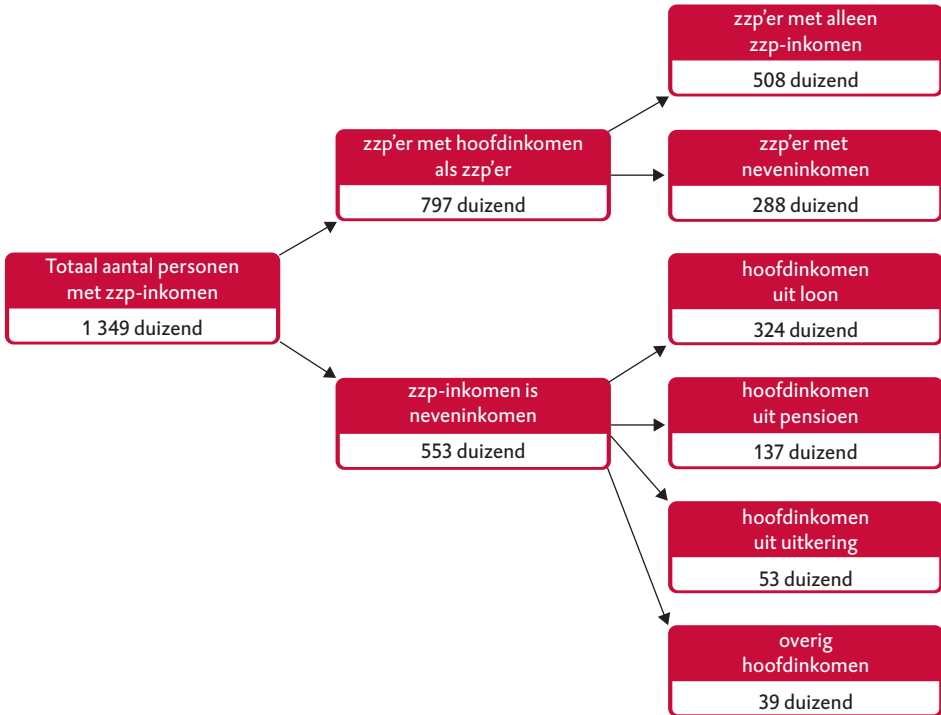 zzp'er met alleen
zzp-inkomen
508 duizend
zzp'er met hoofdinkomen
als zzp'er
797 duizend
zzp'er met
neveninkomen
288 duizend
Totaal aantal personen
met zzp-inkomen
1 349 duizend
hoofdinkomen
uit loon
324 duizend
zzp-inkomen is
neveninkomen
553 duizend
hoofdinkomen
uit pensioen
137 duizend
hoofdinkomen
uit uitkering
53 duizend
overig
hoofdinkomen
39 duizend